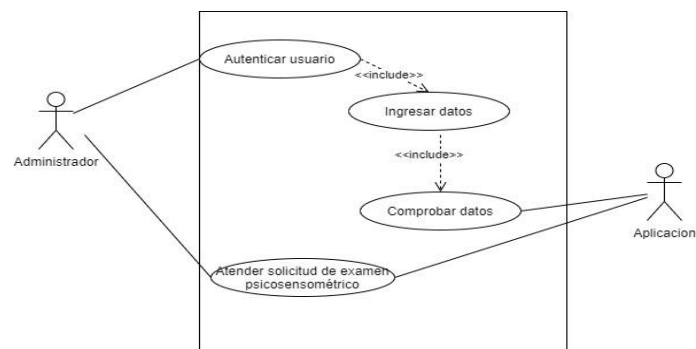 Autenticar usuario
<<include>>
Ingresar datos
Administrador
<<include>>
Comprobar datos
Aplicacion
Atender solicitud de examen
psicosensométrico